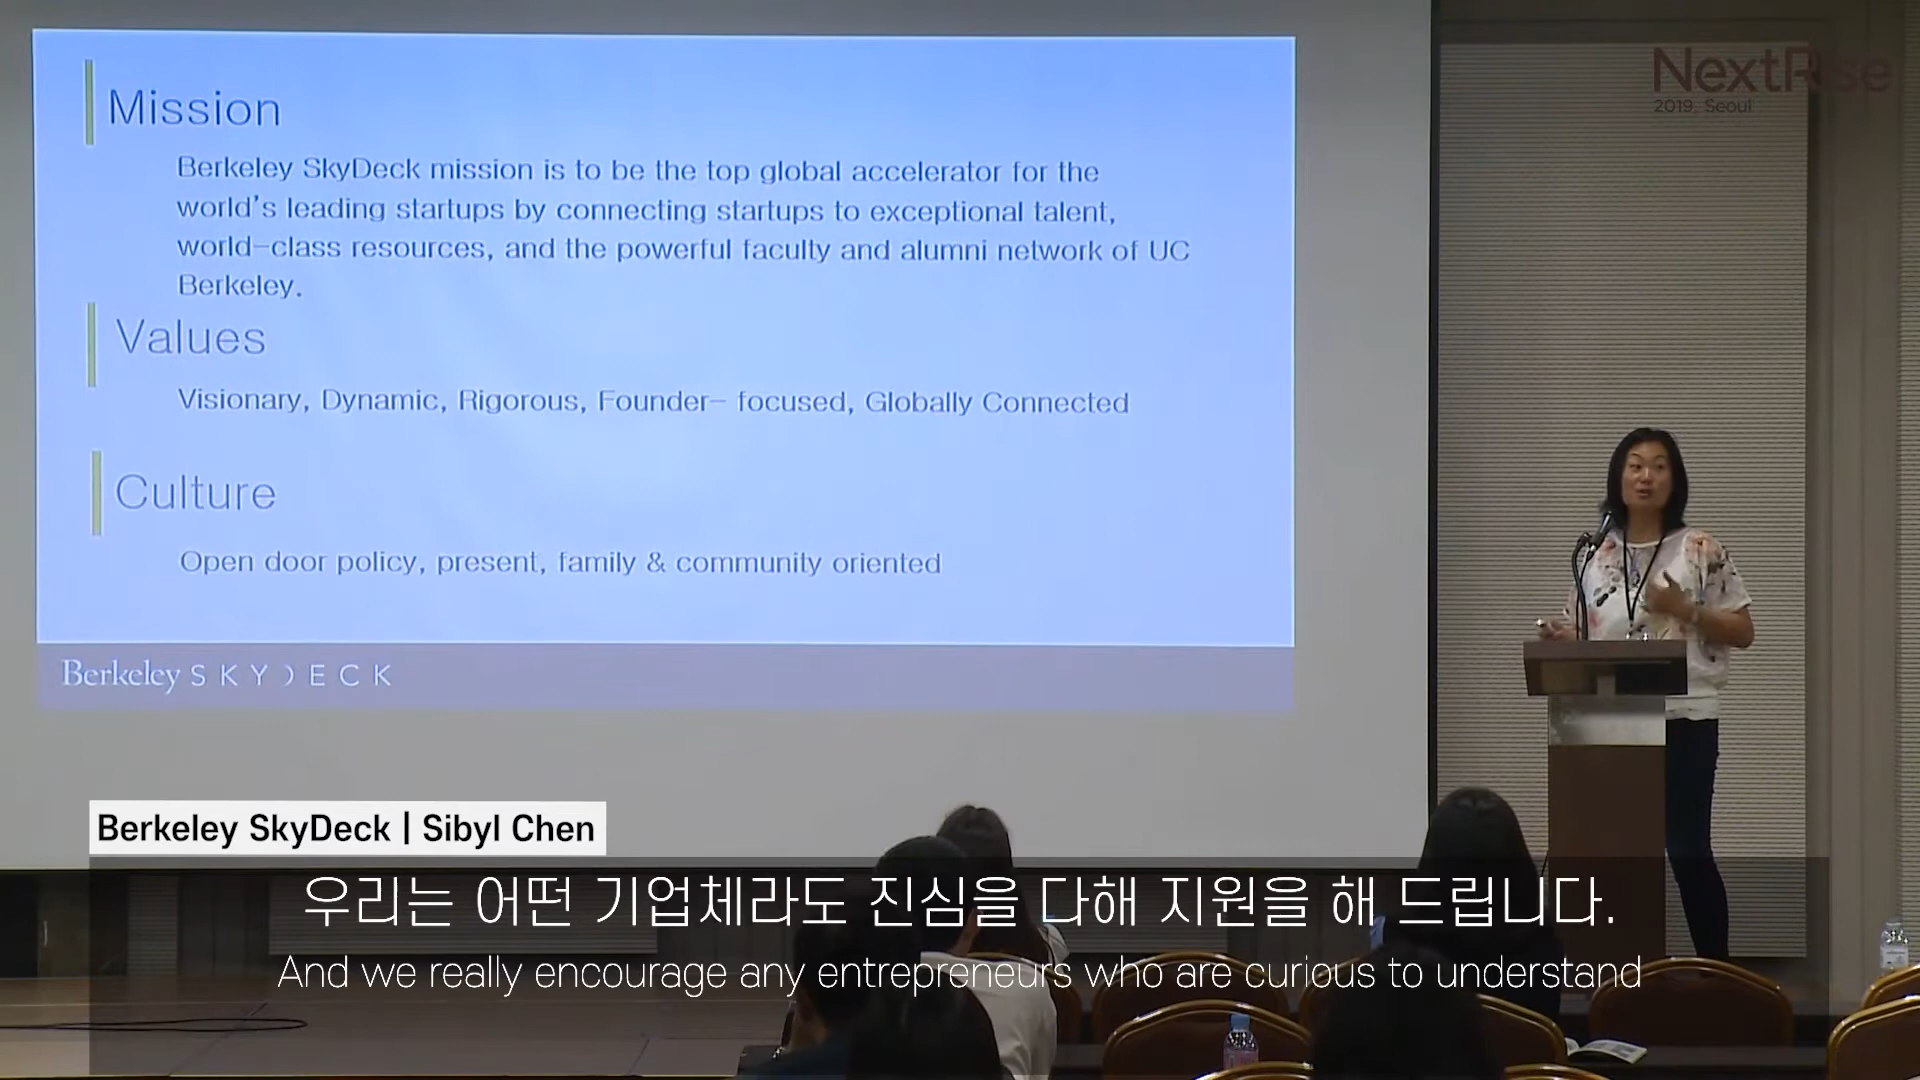 NextRise
2019, Seoul
Mission
Berkeley SkyDeck mission is to be the top global accelerator for the
world's leading startups by connecting startups to exceptional talent,
world-class resources, and the powerful faculty and alumni network of UC
Berkeley.
Values
Visionary, Dynamic, Rigorous, Founder- focused, Globally Connected
Culture
Open door policy, present, family & community oriented
Berkeley SKYDECK
Berkeley SkyDeck | Sibyl Chen
우리는 어떤 기업체라도 진심을 다해 지원을 해 드립니다.
And we really encourage any entrepreneurs who are curious to understand